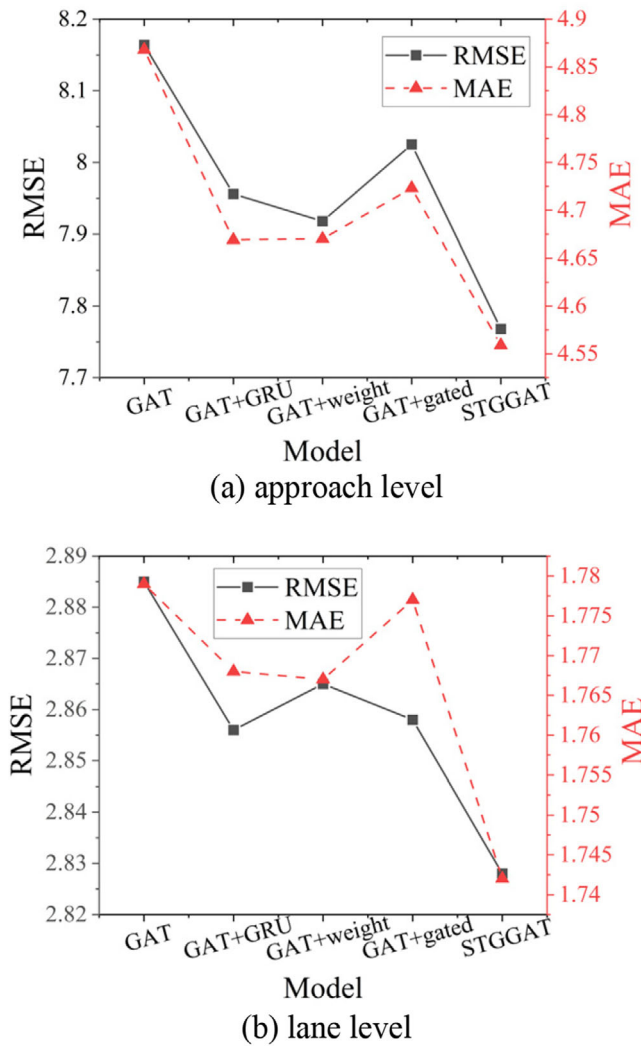 8.2
8.1
8
7.9
7.8
7.7
RMSE
RMSE
MAE
4.9
4.85
4.8
4.75
4.7
4.65
4.6
4.55
MAE
GAT
GAT+GRU
GAT+weight
GAT+gated
STGGAT
Model
(a) approach level
2.89
2.88
2.87
2.86
2.85
2.84
2.83
2.82
RMSE
RMSE
MAE
1.78
1.775
1.77
1.765
1.76
1.755
1.75
1.745
1.74
MAE
GAT
GAT+GRU
GAT+weight
GAT+gated
STGGAT
Model
(b) lane level